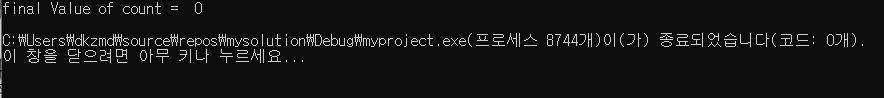 final Value of count =  0
C:₩Users₩dkzmd₩source₩repos₩mysolution₩Debug₩myproject.exe(프로세스 8744개)이(가) 종료되었습니다(코드: 0개).
이 창을 닫으려면 아무 키나 누르세요...